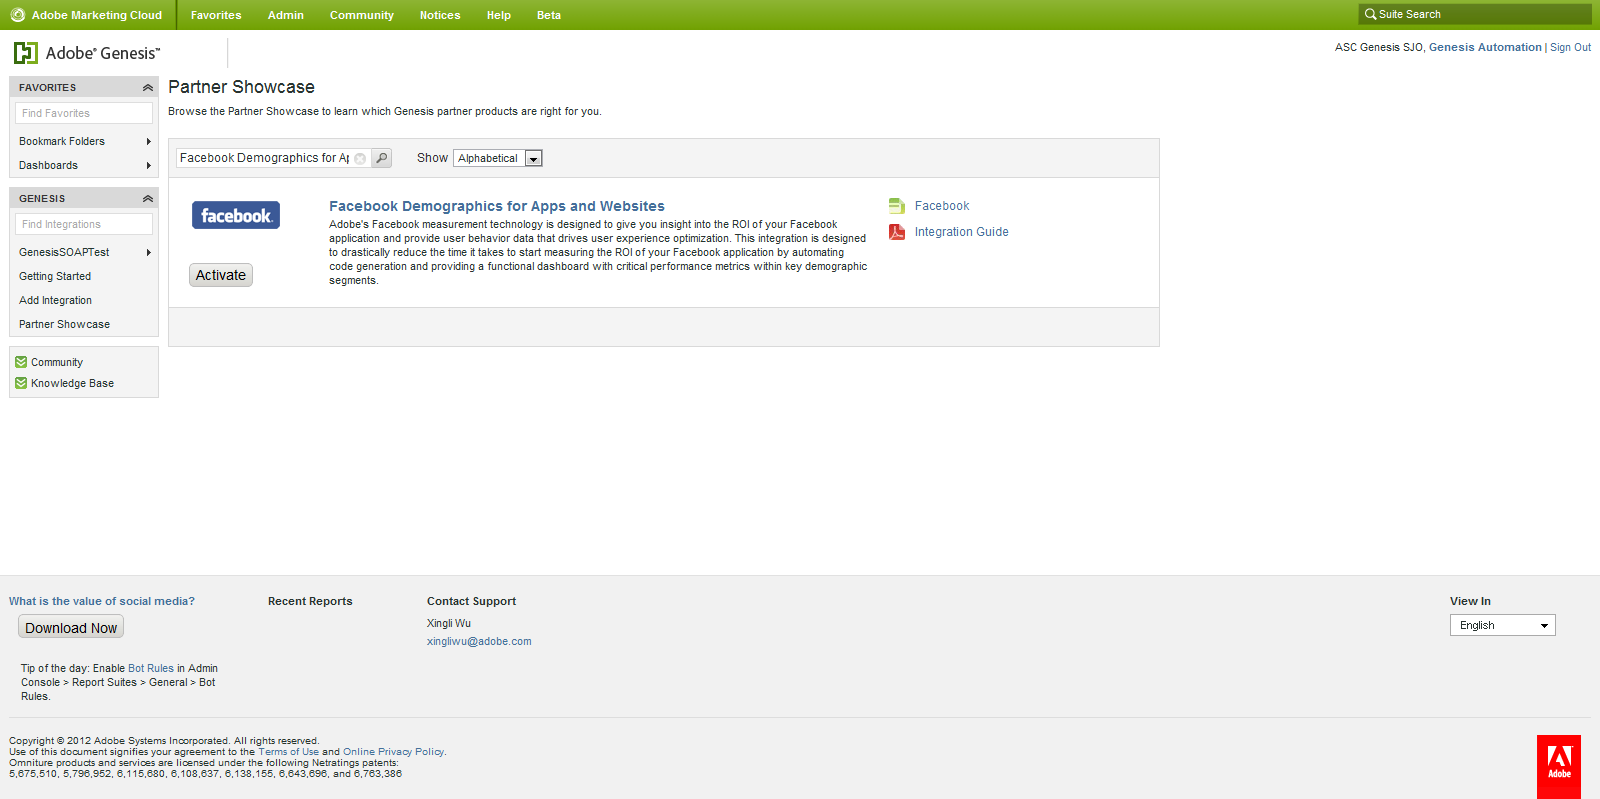 Adobe Marketing Cloud Favorites Admin Community Notices Help Beta Suite Search
Adobe® Genesis™
ASC Genesis SJO, Genesis Automation | Sign Out
FAVORITES
Find Favorites
Bookmark Folders
Dashboards
GENESIS
Find Integrations
GenesisSOAPTest
Getting Started
Add Integration
Partner Showcase
Community
Knowledge Base
Partner Showcase
Browse the Partner Showcase to learn which Genesis partner products are right for you.
Facebook Demographics for Ap Show Alphabetical
facebook.
Activate
Facebook Demographics for Apps and Websites
Adobe's Facebook measurement technology is designed to give you insight into the ROI of your Facebook
application and provide user behavior data that drives user experience optimization. This integration is designed
to drastically reduce the time it takes to start measuring the ROI of your Facebook application by automating
code generation and providing a functional dashboard with critical performance metrics within key demographic
segments.
Facebook
Integration Guide
What is the value of social media?
Download Now
Tip of the day: Enable Bot Rules in Admin
Console > Report Suites > General > Bot
Rules.
Recent Reports
Contact Support
Xingli Wu
xingliwu@adobe.com
View In
English
Copyright © 2012 Adobe Systems Incorporated. All rights reserved.
Use of this document signifies your agreement to the Terms of Use and Online Privacy Policy.
Omniture products and services are licensed under the following Netratings patents:
5,675,510, 5,796,952, 6,115,680, 6,108,637, 6,138,155, 6,643,696, and 6,763,386
Adobe